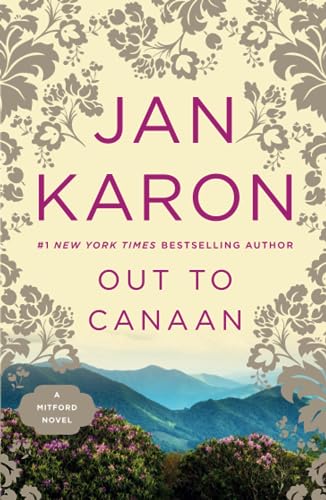 JAN
KARON
#1 NEW YORK TIMES BESTSELLING AUTHOR
OUT TO
CANAAN
A
MITFORD
NOVEL